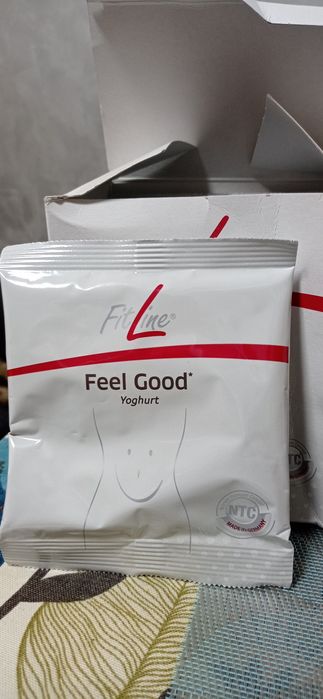 FitLine®
Feel Good*
Yoghurt
NTC
MADE IN GERMANY